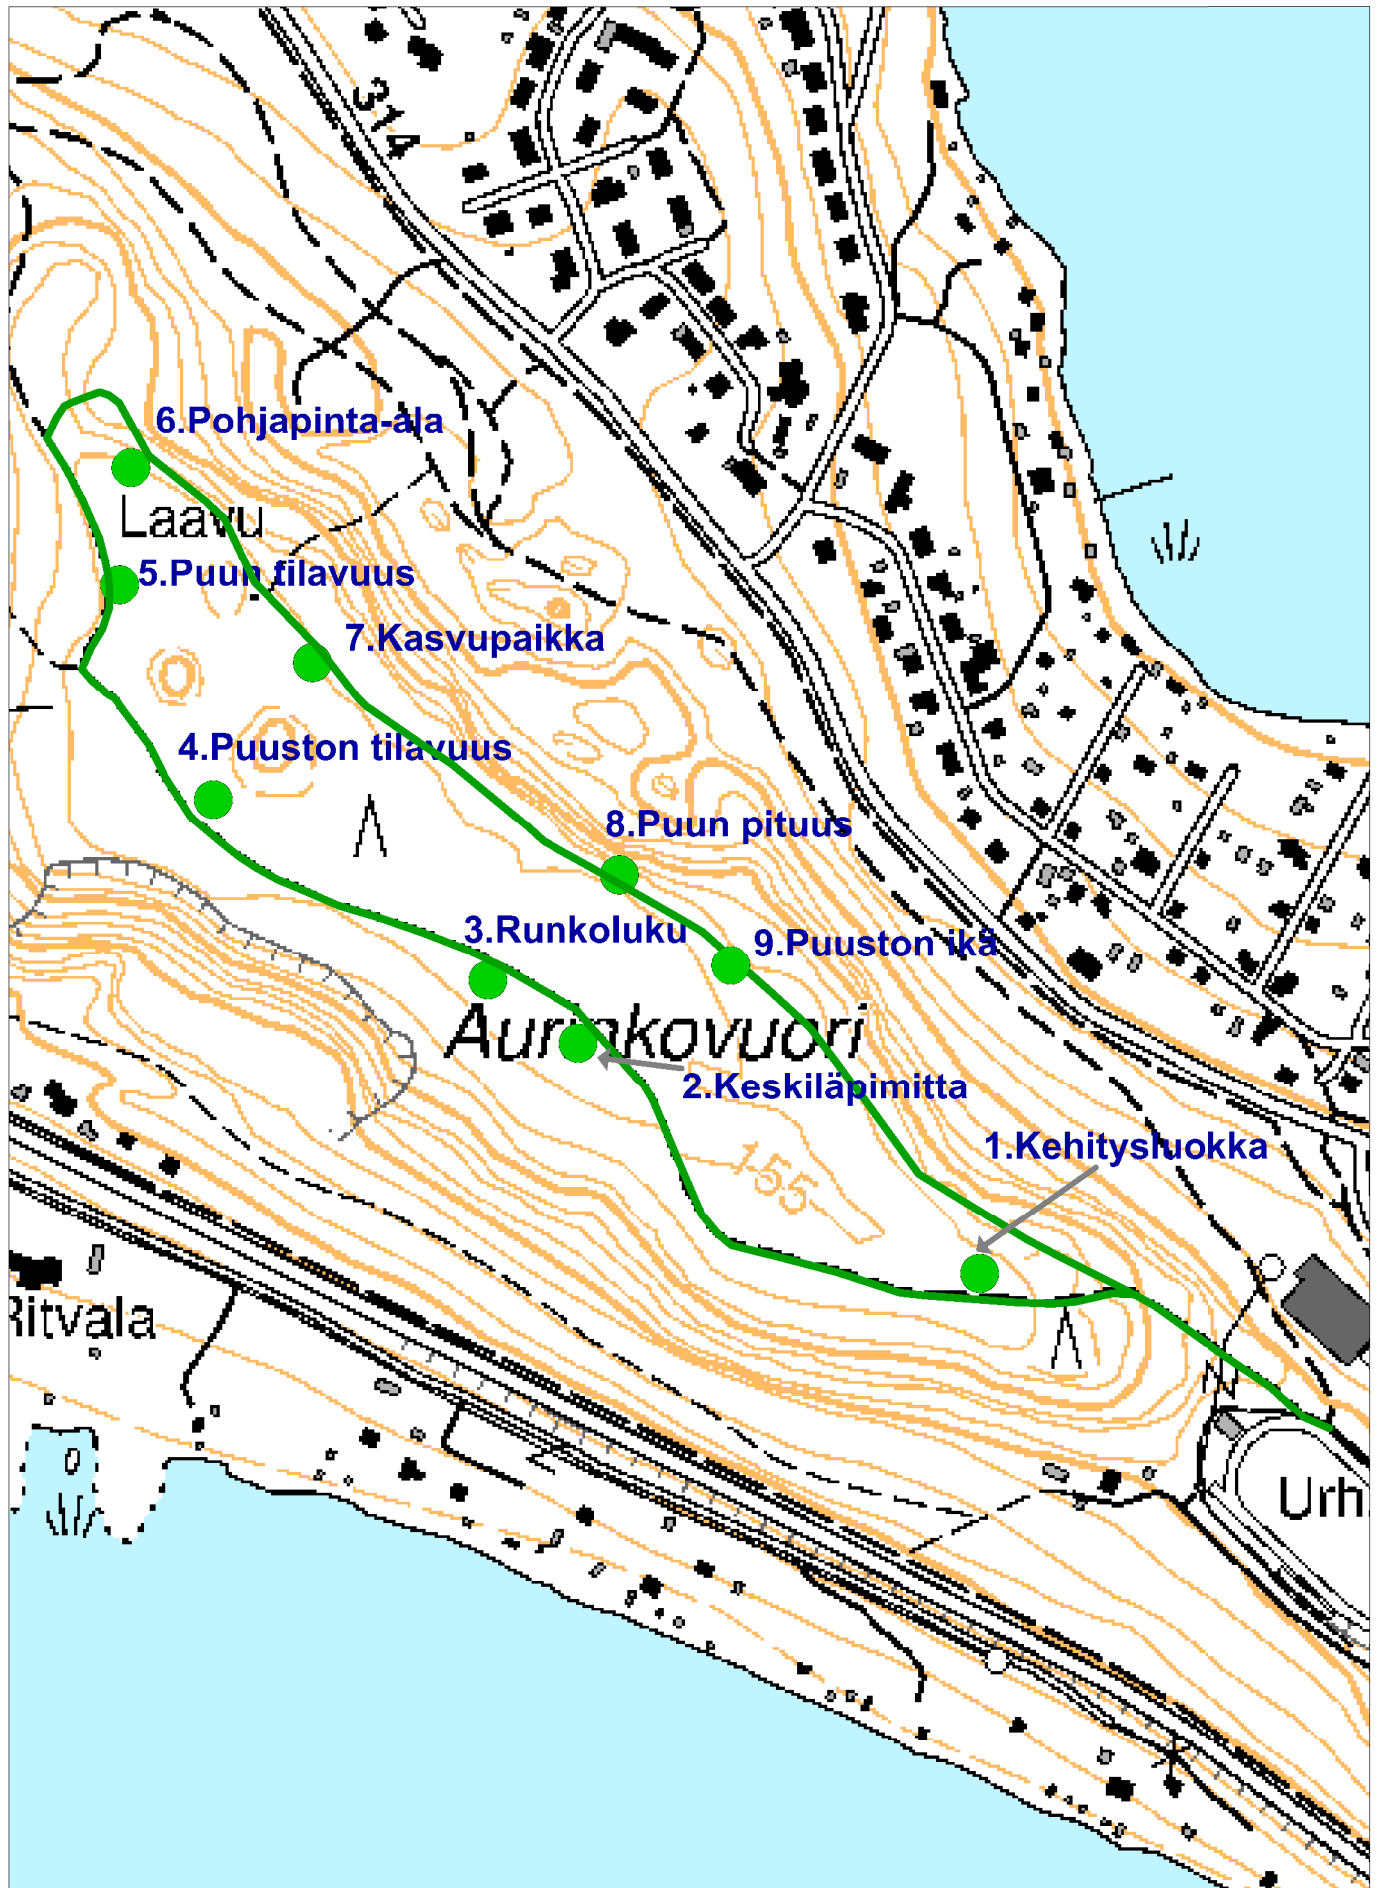 314
6.Pohjapinta-ala
Laavu
5.Puun tilavuus
7.Kasvupaikka
4.Puuston tilavuus
8.Puun pituus
3.Runkoluku
9.Puuston ikä
Aurinkovuori
2.Keskiläpimitta
1.Kehitysluokka
155
Ritvala
Urh.